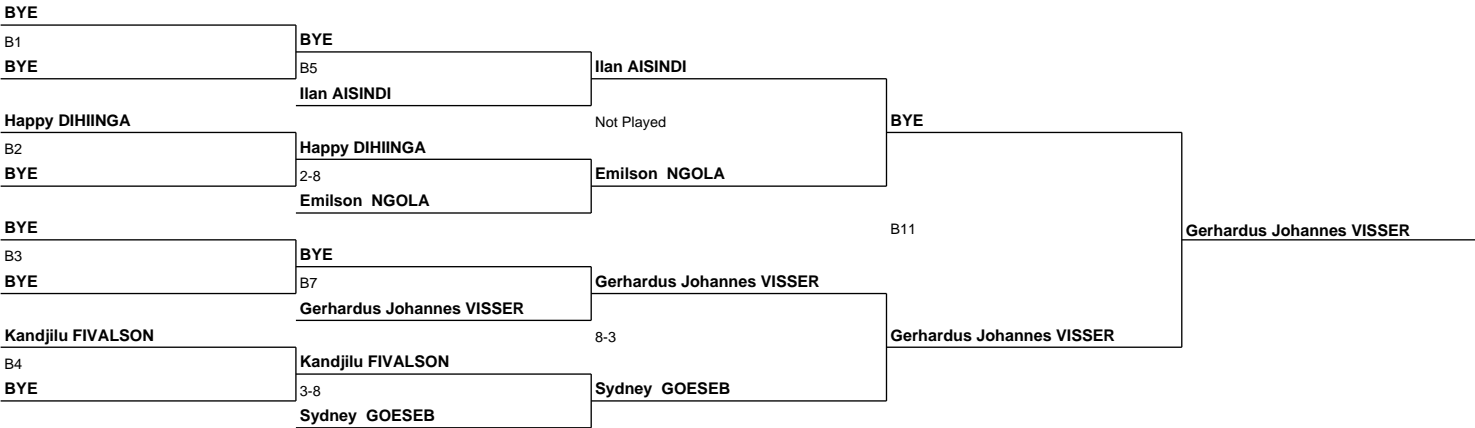 BYE
B1
BYE
BYE
B5
Ilan AISINDI
Ilan AISINDI
Happy DIHIINGA
Not Played
BYE
B2
Happy DIHIINGA
BYE
2-8
Emilson NGOLA
Emilson NGOLA
BYE
B11
Gerhardus Johannes VISSER
B3
BYE
BYE
B7
Gerhardus Johannes VISSER
Gerhardus Johannes VISSER
Kandjilu FIVALSON
8-3
Gerhardus Johannes VISSER
B4
Kandjilu FIVALSON
BYE
3-8
Sydney GOESEB
Sydney GOESEB